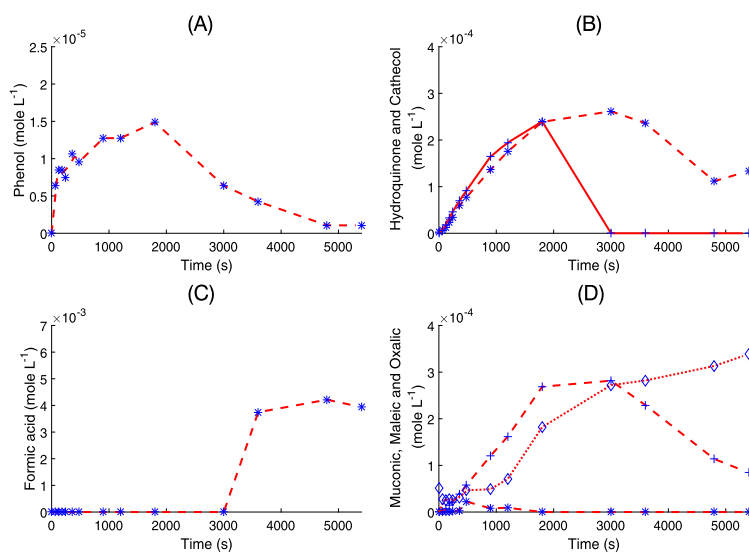 (A)
×10⁻⁵
2.5
2
1.5
1
0.5
0
Phenol (mole L⁻¹)
0 1000 2000 3000 4000 5000
Time (s)
(B)
×10⁻⁴
4
3
2
1
0
Hydroquinone and Cathecol
(mole L⁻¹)
0 1000 2000 3000 4000 5000
Time (s)
(C)
×10⁻³
7
6
5
4
3
2
1
0
Formic acid (mole L⁻¹)
0 1000 2000 3000 4000 5000
Time (s)
(D)
×10⁻⁴
4
3
2
1
0
Muconic, Maleic and Oxalic
(mole L⁻¹)
0 1000 2000 3000 4000 5000
Time (s)